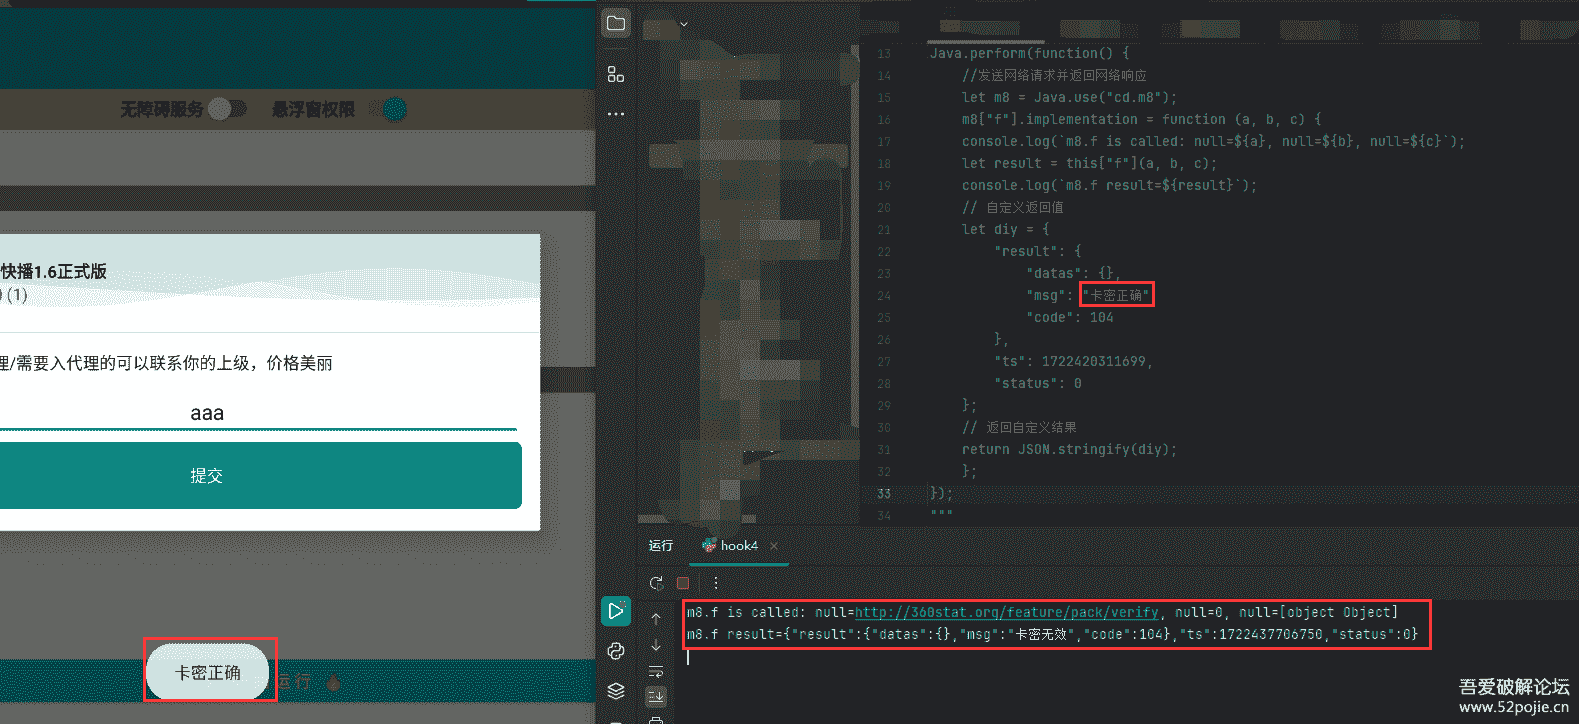 无障碍服务
悬浮窗权限
快播1.6正式版
(1)
理/需要入代理的可以联系你的上级，价格美丽
aaa
提交
卡密正确
运行
13 Java.perform(function() {
14 //发送网络请求并返回网络响应
15 let m8 = Java.use("cd.m8");
16 m8["f"].implementation = function (a, b, c) {
17 console.log(`m8.f is called: null=${a}, null=${b}, null=${c}`);
18 let result = this["f"](a, b, c);
19 console.log(`m8.f result=${result}`);
20 // 自定义返回值
21 let diy = {
22 "result": {
23 "datas": {},
24 "msg": "卡密正确"
25 "code": 104
26 },
27 "ts": 1722420311699,
28 "status": 0
29 };
30 // 返回自定义结果
31 return JSON.stringify(diy);
32 };
33 });
34 """
运行 hook4
m8.f is called: null=http://360stat.org/feature/pack/verify, null=0, null=[object Object]
m8.f result={"result":{"datas":{},"msg":"卡密无效","code":104},"ts":1722437706750,"status":0}
吾爱破解论坛
www.52pojie.cn